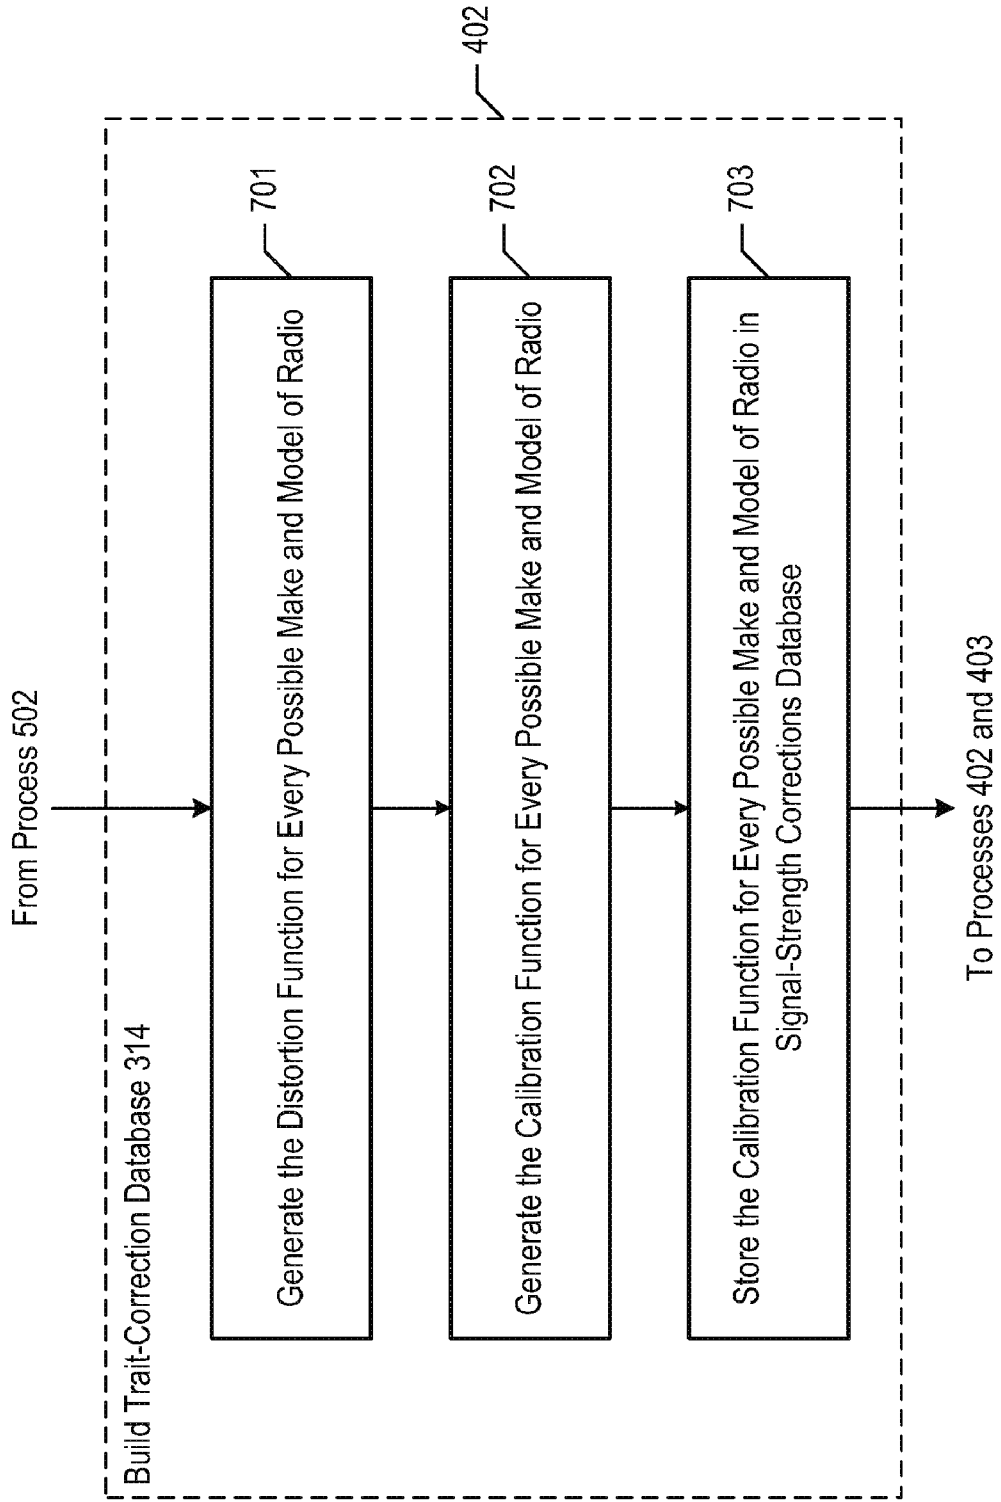 From Process 502
Build Trait-Correction Database 314
402
701
Generate the Distortion Function for Every Possible Make and Model of Radio
702
Generate the Calibration Function for Every Possible Make and Model of Radio
703
Store the Calibration Function for Every Possible Make and Model of Radio in
Signal-Strength Corrections Database
To Processes 402 and 403